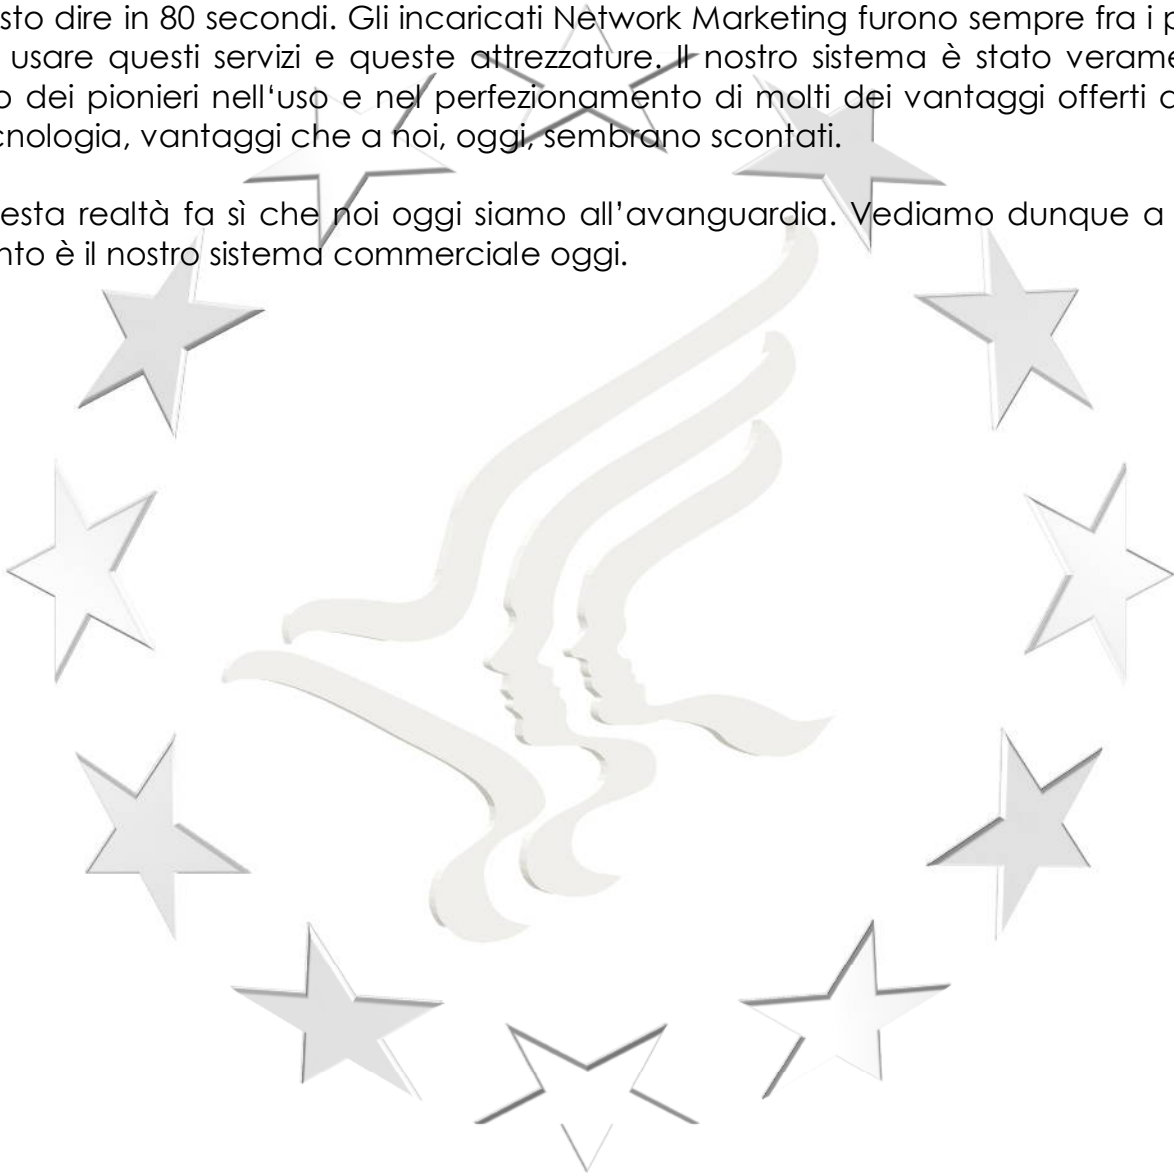 sto dire in 80 secondi. Gli incaricati Network Marketing furono sempre fra i p
usare questi servizi e queste attrezzature. Il nostro sistema è stato verame
o dei pionieri nell‘uso e nel perfezionamento di molti dei vantaggi offerti
cnologia, vantaggi che a noi, oggi, sembrano scontati.
esta realtà fa sì che noi oggi siamo all’avanguardia. Vediamo dunque a
nto è il nostro sistema commerciale oggi.